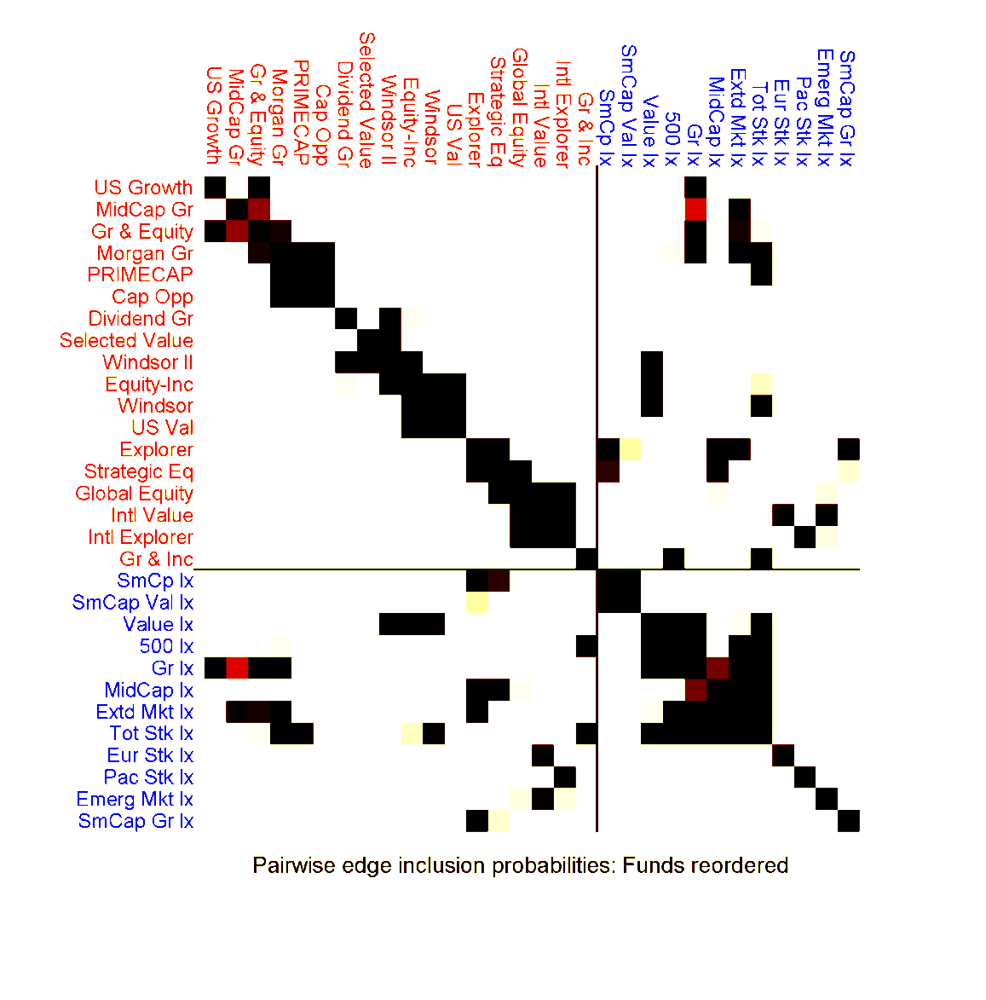 US Growth
MidCap Gr
Gr & Equity
Morgan Gr
PRIMECAP
Cap Opp
Dividend Gr
Selected Value
Windsor II
Equity-Inc
Windsor
US Val
Explorer
Strategic Eq
Global Equity
Intl Value
Intl Explorer
Gr & Inc
SmCp Ix
SmCap Val Ix
Value Ix
500 Ix
Gr Ix
MidCap Ix
Extd Mkt Ix
Tot Stk Ix
Eur Stk Ix
Pac Stk Ix
Emerg Mkt Ix
SmCap Gr Ix
US Growth
MidCap Gr
Gr & Equity
Morgan Gr
PRIMECAP
Cap Opp
Dividend Gr
Selected Value
Windsor II
Equity-Inc
Windsor
US Val
Explorer
Strategic Eq
Global Equity
Intl Value
Intl Explorer
Gr & Inc
SmCp Ix
SmCap Val Ix
Value Ix
500 Ix
Gr Ix
MidCap Ix
Extd Mkt Ix
Tot Stk Ix
Eur Stk Ix
Pac Stk Ix
Emerg Mkt Ix
SmCap Gr Ix
Pairwise edge inclusion probabilities: Funds reordered